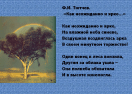 Ф.И. Тютчев.
«Как неожиданно и ярко...»
Как неожиданно и ярко,
На влажной неба синеве,
Воздушная воздвиглась арка
В своем минутном торжестве!
Один конец в леса вонзила,
Другим за облака ушла –
Она полнеба обхватила
И в высоте изнемогла.